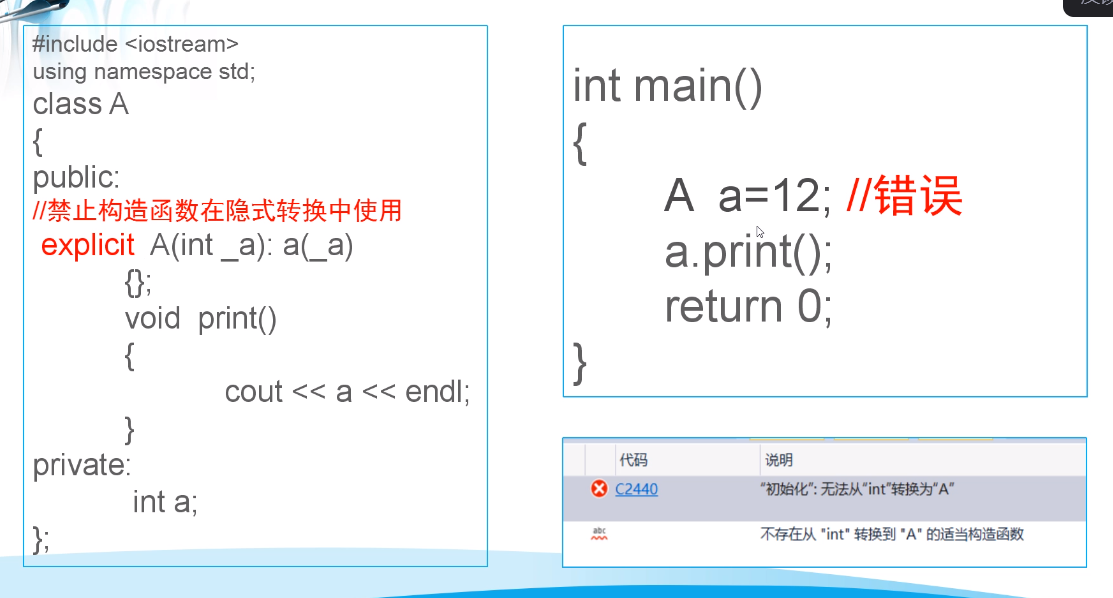 #include <iostream>
using namespace std;
class A
{
public:
//禁止构造函数在隐式转换中使用
explicit A(int _a): a(_a)
{};
void print()
{
cout << a << endl;
}
private:
int a;
};
int main()
{
A a=12; //错误
a.print();
return 0;
}
代码 说明
C2440 “初始化”: 无法从“int”转换为“A”
abc 不存在从 "int" 转换到 "A" 的适当构造函数